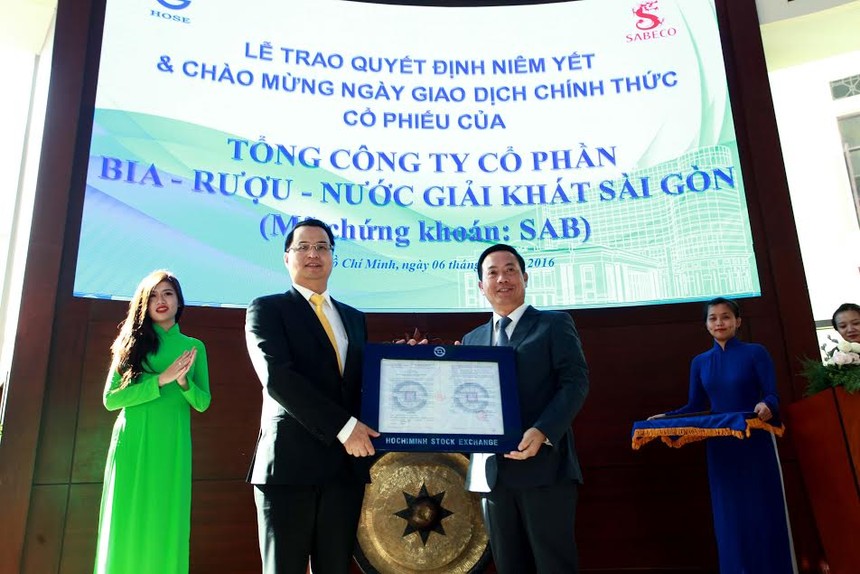 HOSE
SABECO
LỄ TRAO QUYẾT ĐỊNH NIÊM YẾT
& CHÀO MỪNG NGÀY GIAO DỊCH CHÍNH THỨC
CỔ PHIẾU CỦA
TỔNG CÔNG TY CỔ PHẦN
BIA - RƯỢU - NƯỚC GIẢI KHÁT SÀI GÒN
chứng khoán: SAB)
Chí Minh, ngày 06 tháng 2016
HOCHIMINH STOCK EXCHANGE